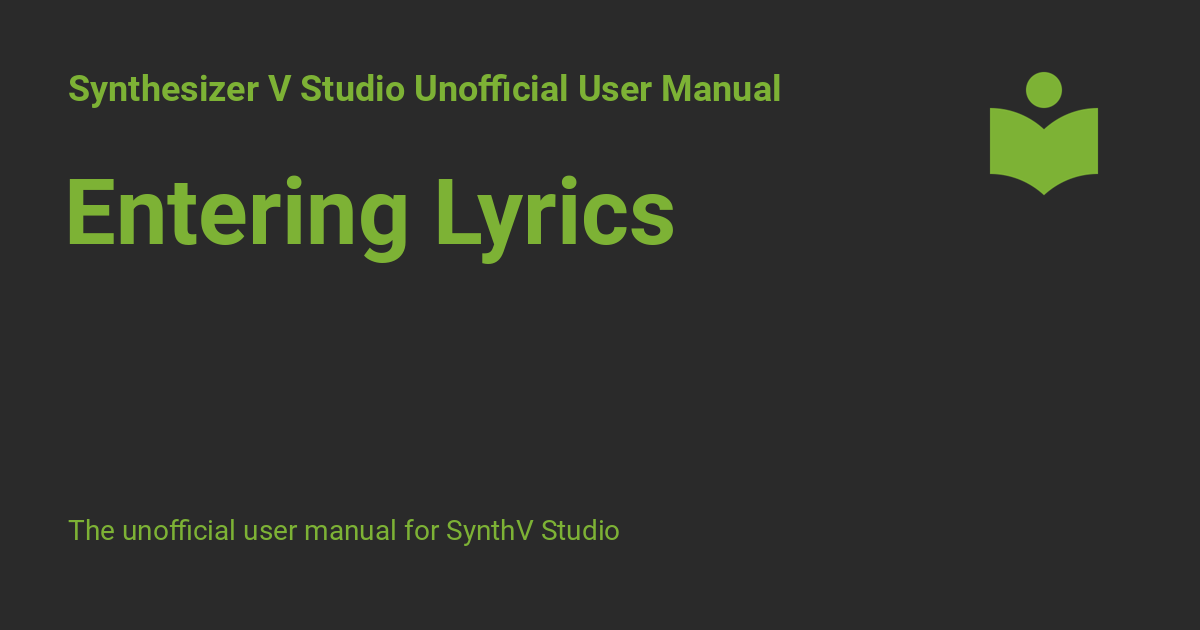 Synthesizer V Studio Unofficial User Manual
Entering Lyrics
The unofficial user manual for SynthV Studio